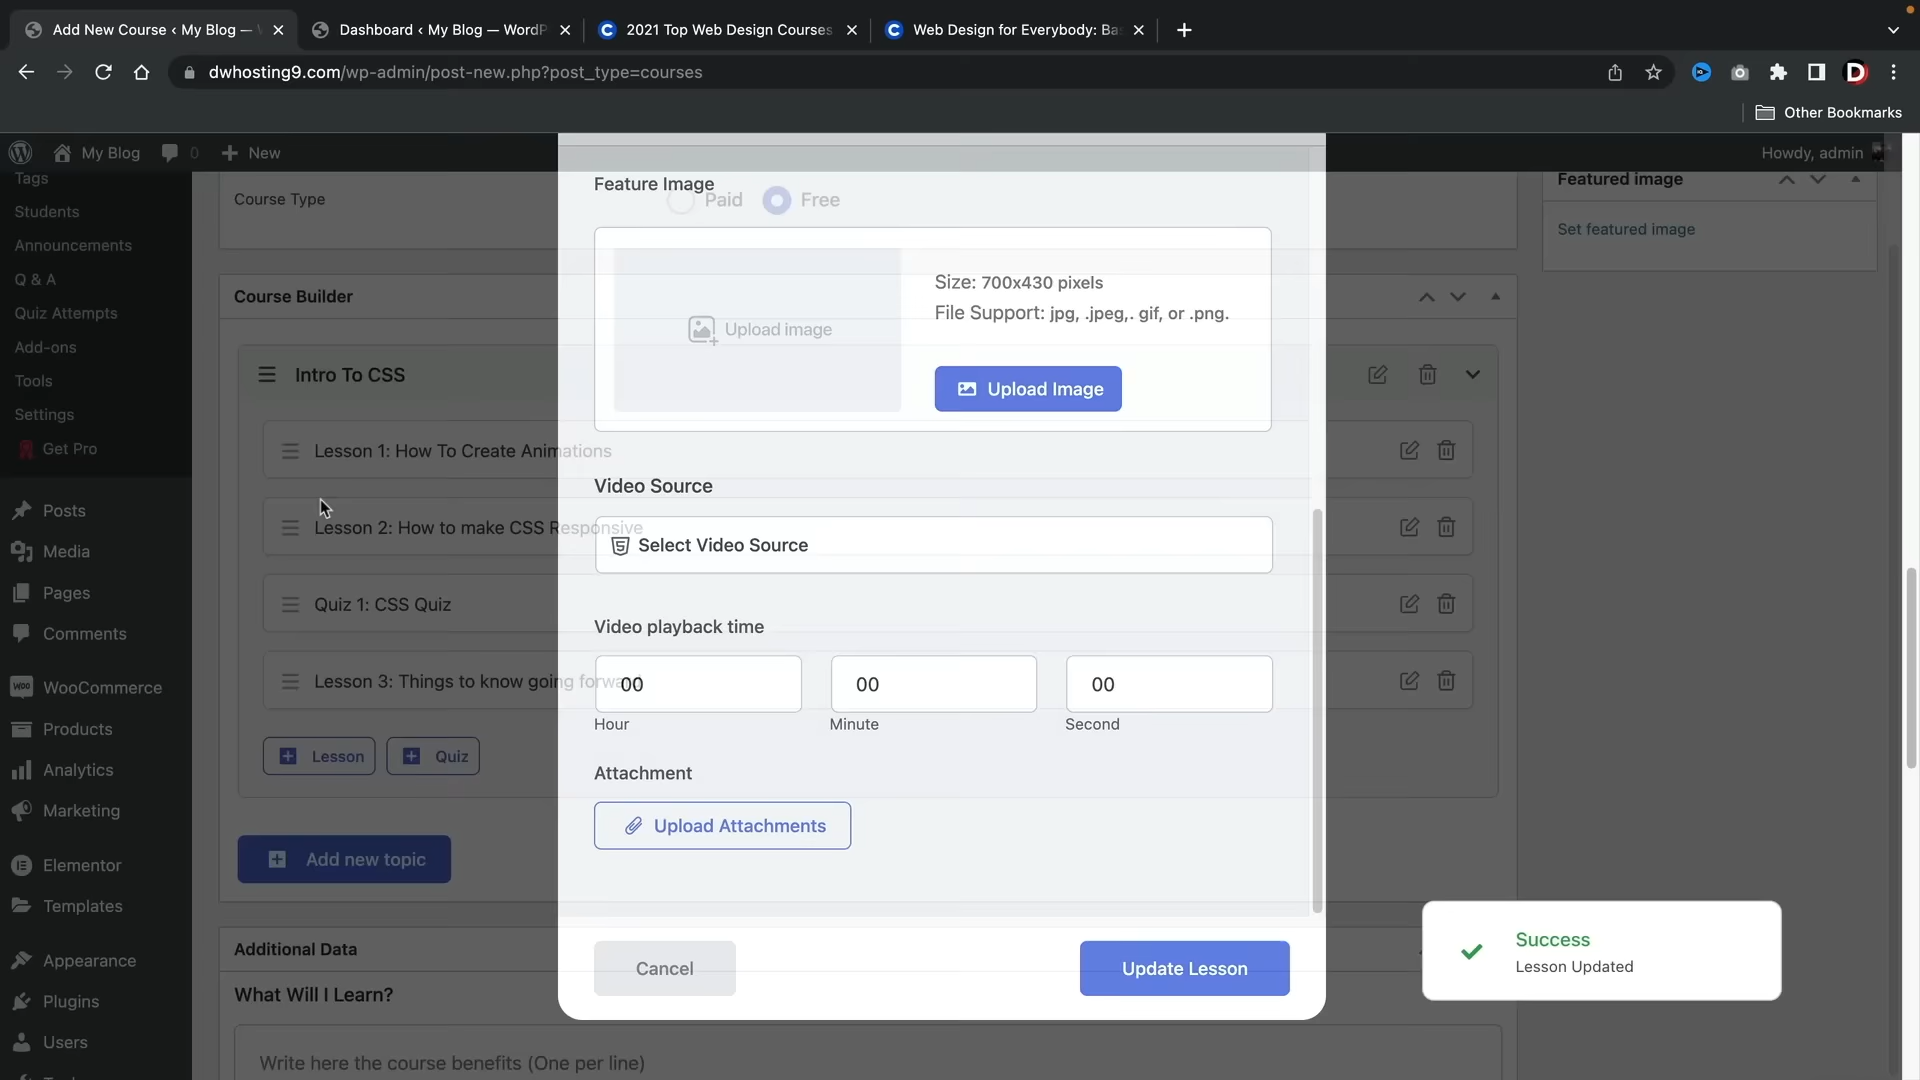 Add New Course ‹ My Blog —
Dashboard ‹ My Blog — WordP
2021 Top Web Design Courses
Web Design for Everybody: Bas
dwhosting9.com/wp-admin/post-new.php?post_type=courses
Other Bookmarks
My Blog
0
New
Howdy, admin
Tags
Students
Announcements
Q & A
Quiz Attempts
Add-ons
Tools
Settings
Get Pro
Posts
Media
Pages
Comments
WooCommerce
Products
Analytics
Marketing
Elementor
Templates
Appearance
Plugins
Users
Course Type
Paid
Free
Course Builder
Intro To CSS
Lesson 1: How To Create Animations
Lesson 2: How to make CSS Responsive
Quiz 1: CSS Quiz
Lesson 3: Things to know going forwa
Lesson
Quiz
Add new topic
Additional Data
What Will I Learn?
Write here the course benefits (One per line)
Feature Image
Upload image
Size: 700x430 pixels
File Support: jpg, .jpeg,. gif, or .png.
Upload Image
Video Source
Select Video Source
Video playback time
00
00
00
Hour
Minute
Second
Attachment
Upload Attachments
Cancel
Update Lesson
Featured image
Set featured image
Success
Lesson Updated